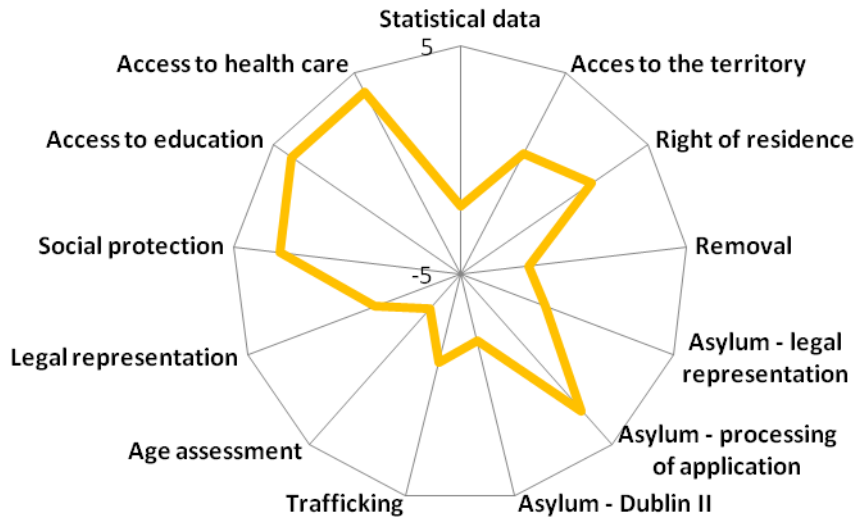 Statistical data
5
Acces to the territory
Right of residence
Removal
Asylum - legal
representation
Asylum - processing
of application
Asylum - Dublin II
Trafficking
Age assessment
Legal representation
Social protection
Access to education
Access to health care
-5